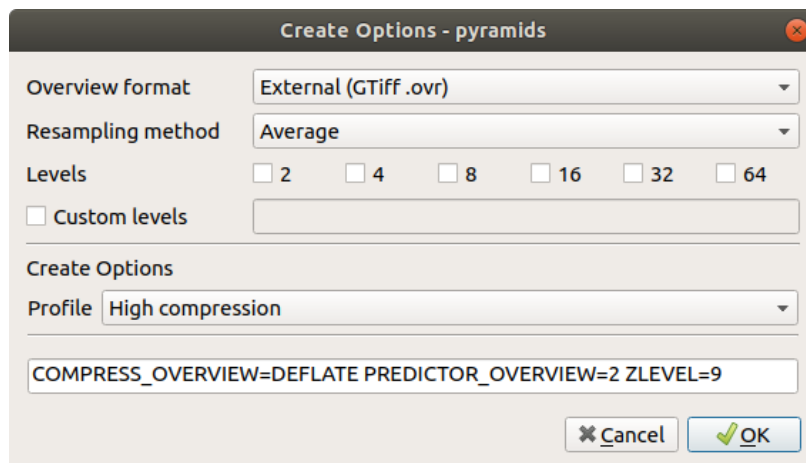 Create Options - pyramids
Overview format External (GTiff .ovr)
Resampling method Average
Levels 2 4 8 16 32 64
Custom levels
Create Options
Profile High compression
COMPRESS_OVERVIEW=DEFLATE PREDICTOR_OVERVIEW=2 ZLEVEL=9
Cancel OK